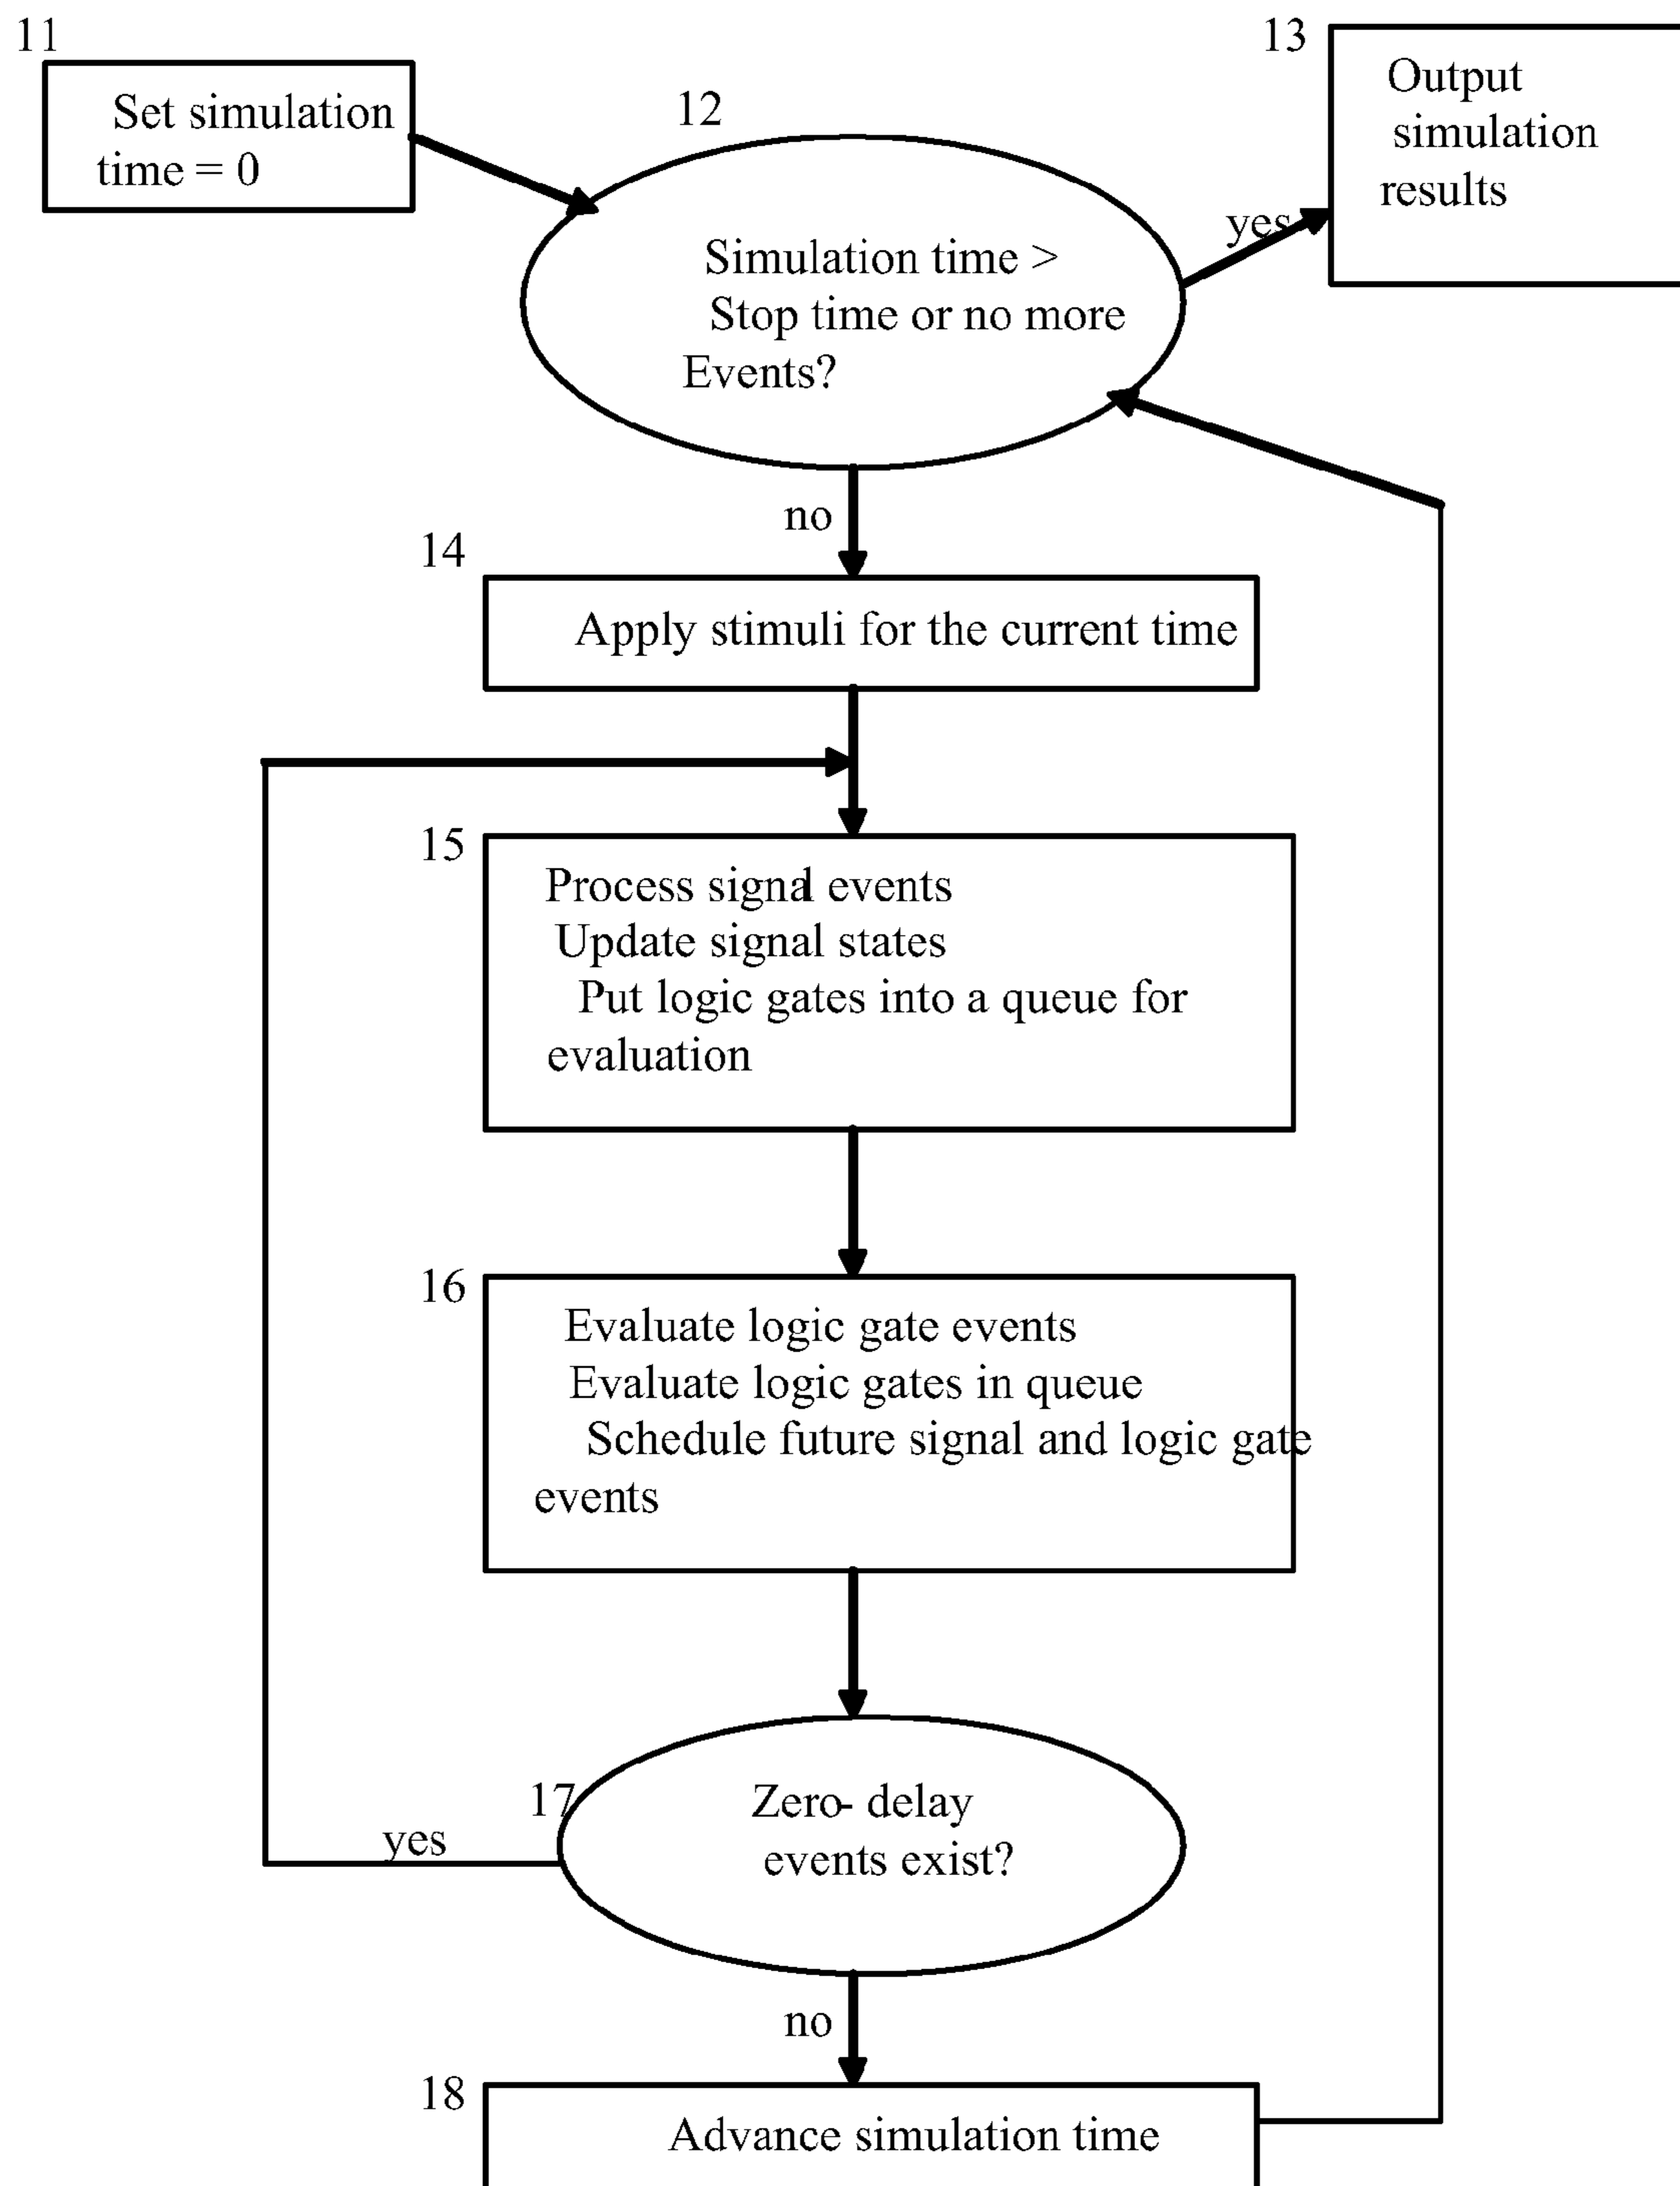 11
Set simulation
time = 0
12
Simulation time >
Stop time or no more
Events?
yes
13
Output
simulation
results
no
14
Apply stimuli for the current time
15
Process signal events
Update signal states
Put logic gates into a queue for
evaluation
16
Evaluate logic gate events
Evaluate logic gates in queue
Schedule future signal and logic gate
events
17
Zero- delay
events exist?
yes
no
18
Advance simulation time